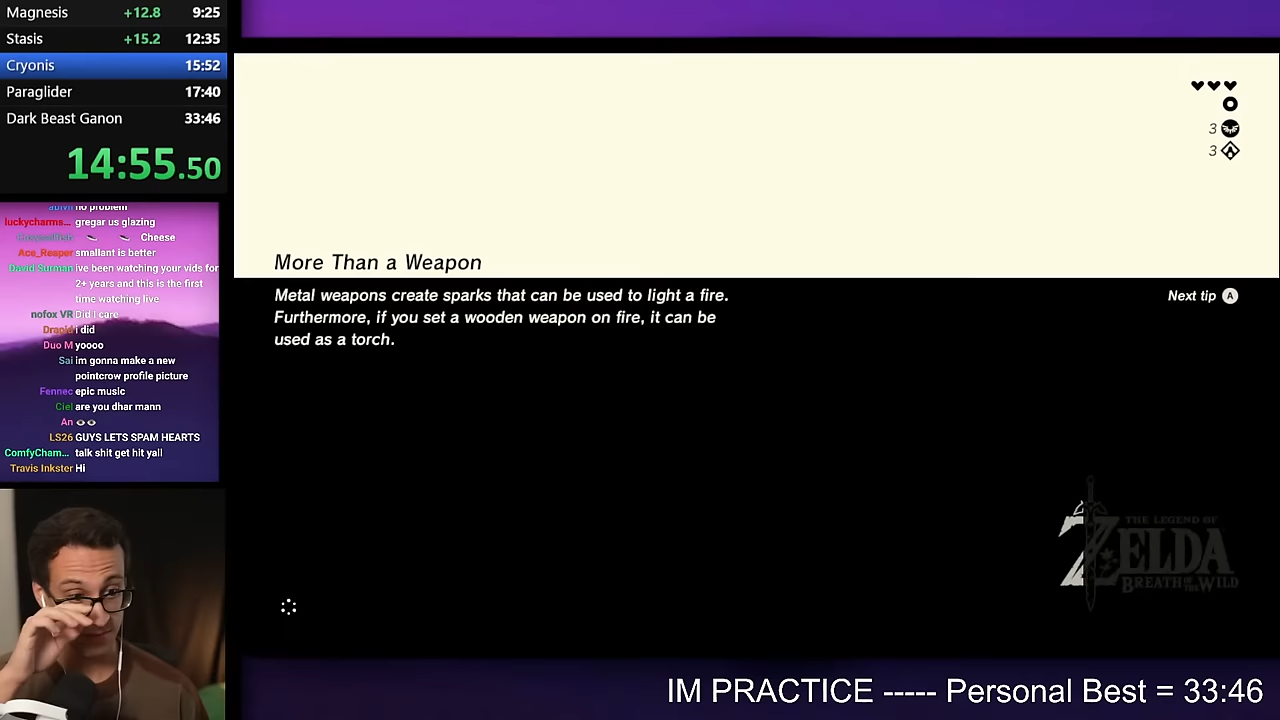 Magnesis +12.8 9:25
Stasis +15.2 12:35
Cryonis 15:52
Paraglider 17:40
Dark Beast Ganon 33:46
14:55.50
no problem
luckycharms... gregar us glazing
Cheese
Ace_Reaper smallant is better
David Surman ive been watching your vids for
2+ years and this is the first
time watching live
nofox VR Did I care
i did
Duo M yoooo
Sai im gonna make a new
pointcrow profile picture
Fennec epic music
Ciel are you dhar mann
An 👁👁
LS26 GUYS LETS SPAM HEARTS
ComfyCham... talk shit get hit yall
Travis Inkster Hi
3
3
More Than a Weapon
Metal weapons create sparks that can be used to light a fire.
Furthermore, if you set a wooden weapon on fire, it can be
used as a torch.
Next tip A
THE LEGEND OF
ZELDA
BREATH OF THE WILD
IM PRACTICE ----- Personal Best = 33:46